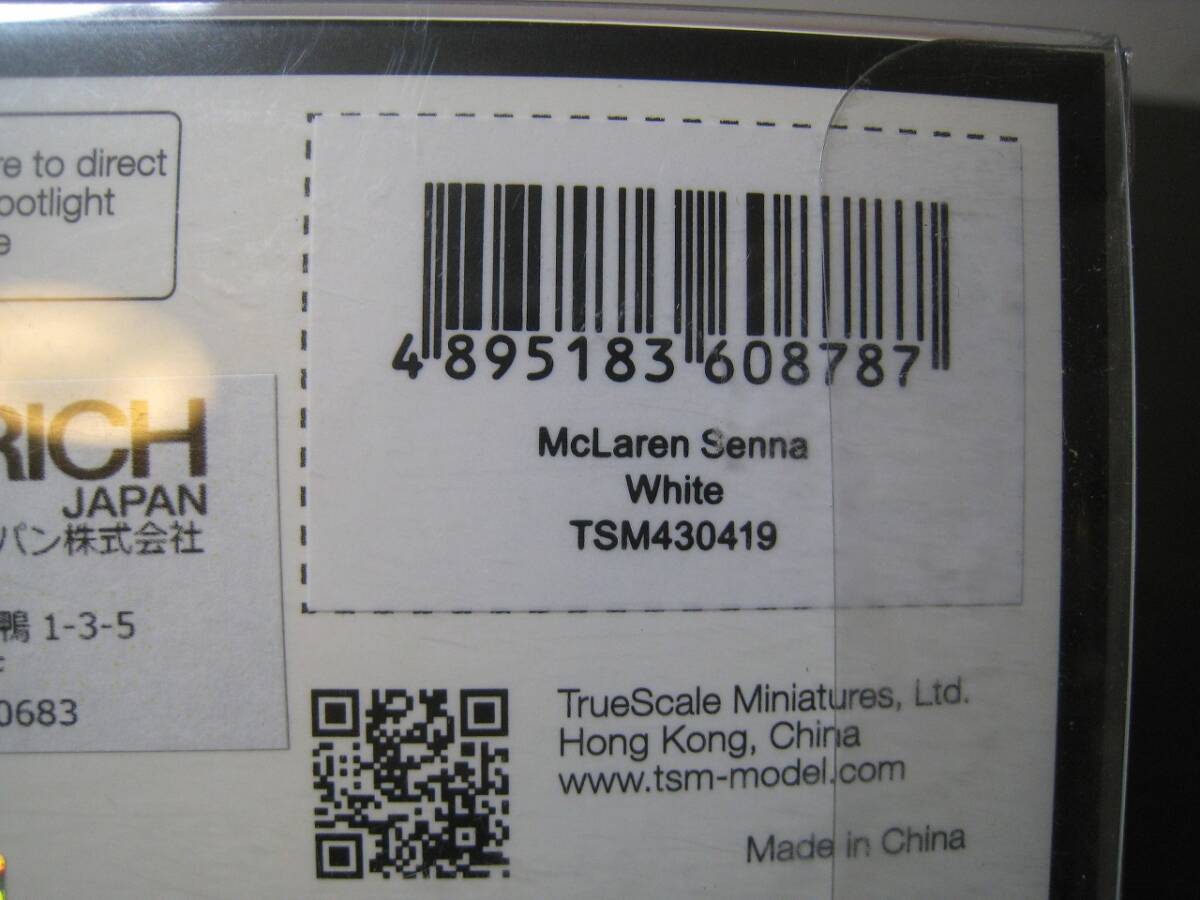 re to direct
potlight
e
4 895183 608787
McLaren Senna
White
TSM430419
RICH
JAPAN
パン株式会社
鴨 1-3-5
0683
TrueScale Miniatures, Ltd.
Hong Kong, China
www.tsm-model.com
Made in China